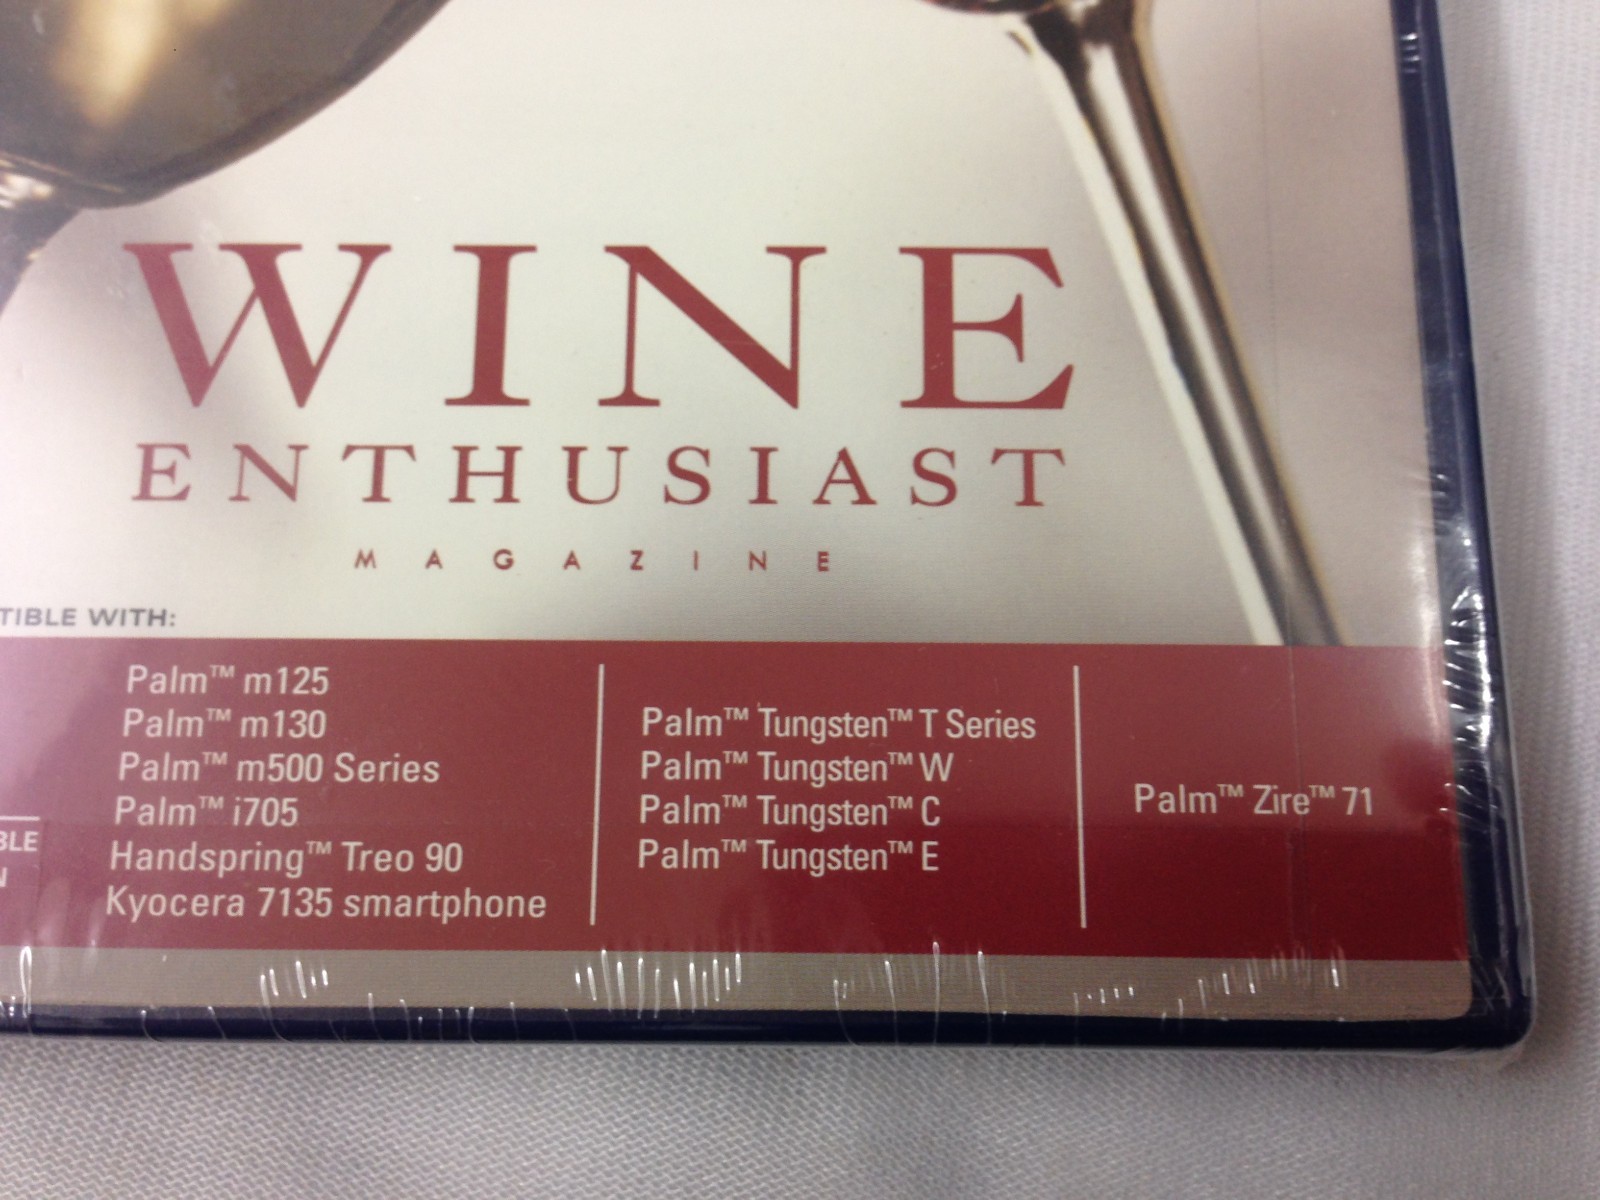 WINE
ENTHUSIAST
MAGAZINE
TIBLE WITH:
Palm™ m125
Palm™ m130
Palm™ m500 Series
Palm™ i705
Handspring™ Treo 90
Kyocera 7135 smartphone
Palm™ Tungsten™ T Series
Palm™ Tungsten™ W
Palm™ Tungsten™ C
Palm™ Tungsten™ E
Palm™ Zire™ 71
BLE
N